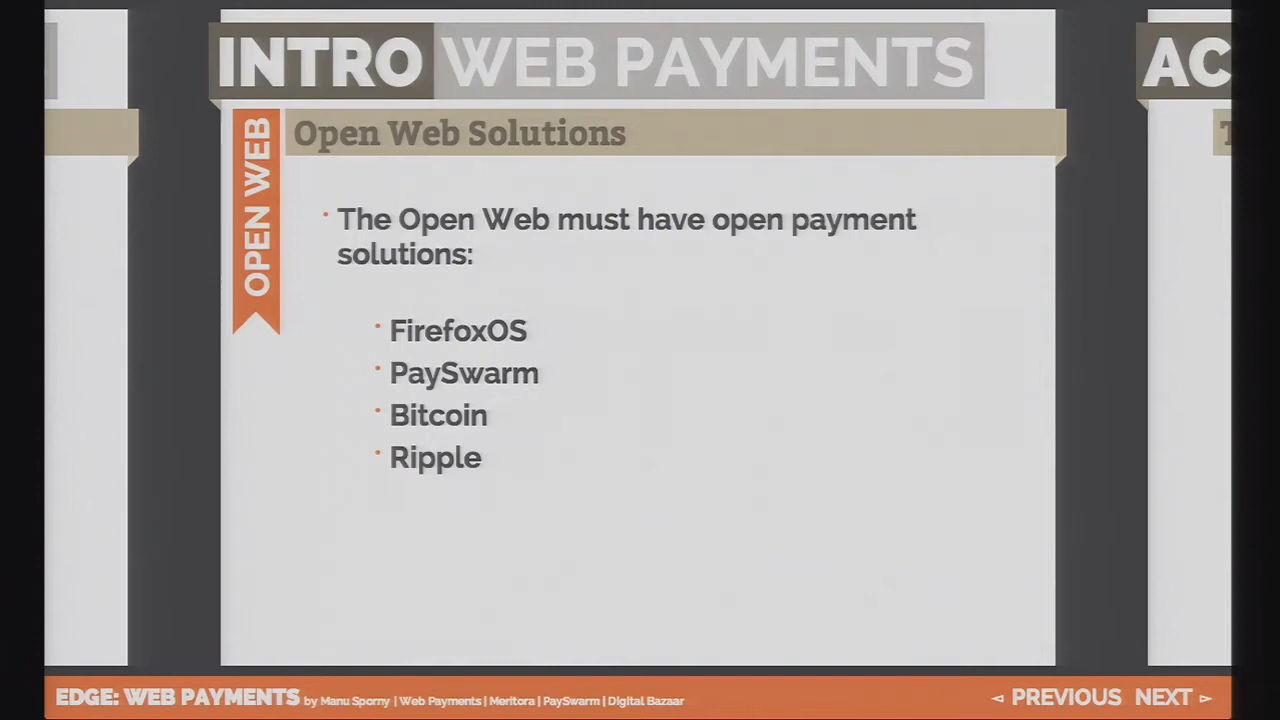 INTRO WEB PAYMENTS
AC
OPEN WEB
Open Web Solutions
The Open Web must have open payment
solutions:
FirefoxOS
PaySwarm
Bitcoin
Ripple
EDGE: WEB PAYMENTS by Manu Sporny | Web Payments | Meritora | PaySwarm | Digital Bazaar
◅ PREVIOUS NEXT ▻